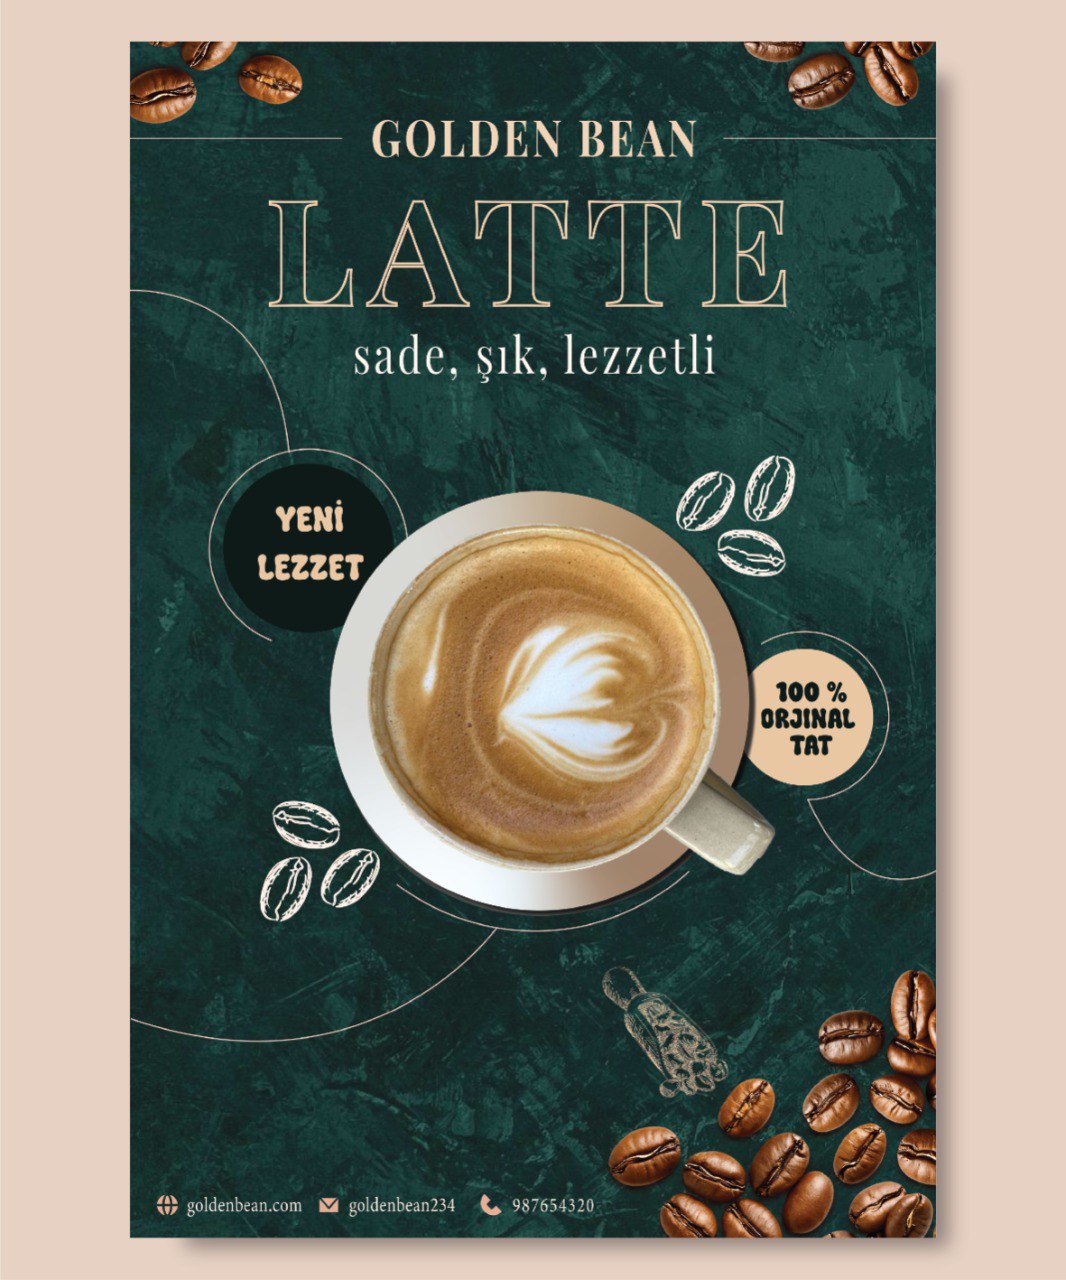 GOLDEN BEAN
LATTE
sade, şık, lezzetli
YENİ
LEZZET
100 %
ORJINAL
TAT
goldenbean.com goldenbean234 987654320